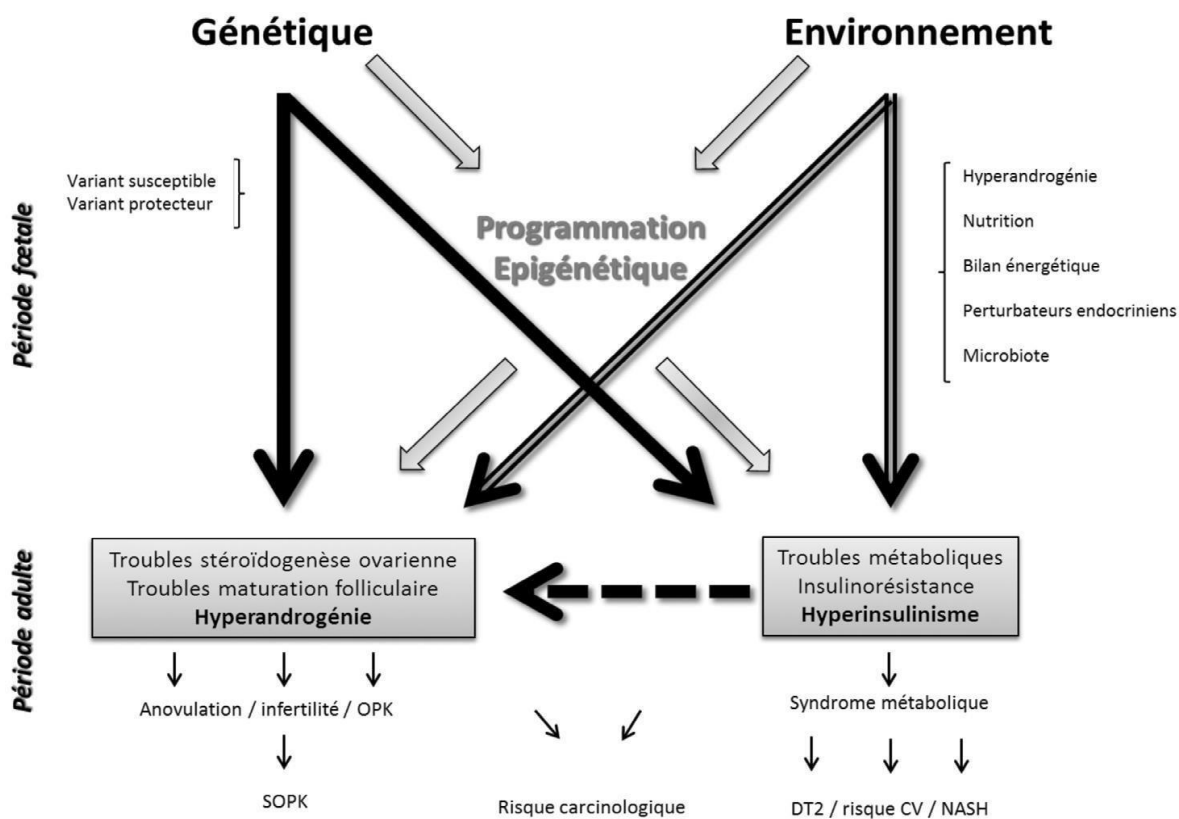 Génétique
Environnement
Variant susceptible
Variant protecteur
Hyperandrogénie
Nutrition
Bilan énergétique
Perturbateurs endocriniens
Microbiote
Programmation
Epigénétique
Période fœtale
Troubles stéroïdogenèse ovarienne
Troubles maturation folliculaire
Hyperandrogénie
Troubles métaboliques
Insulinorésistance
Hyperinsulinisme
Période adulte
Anovulation / infertilité / OPK
Syndrome métabolique
SOPK
Risque carcinologique
DT2 / risque CV / NASH